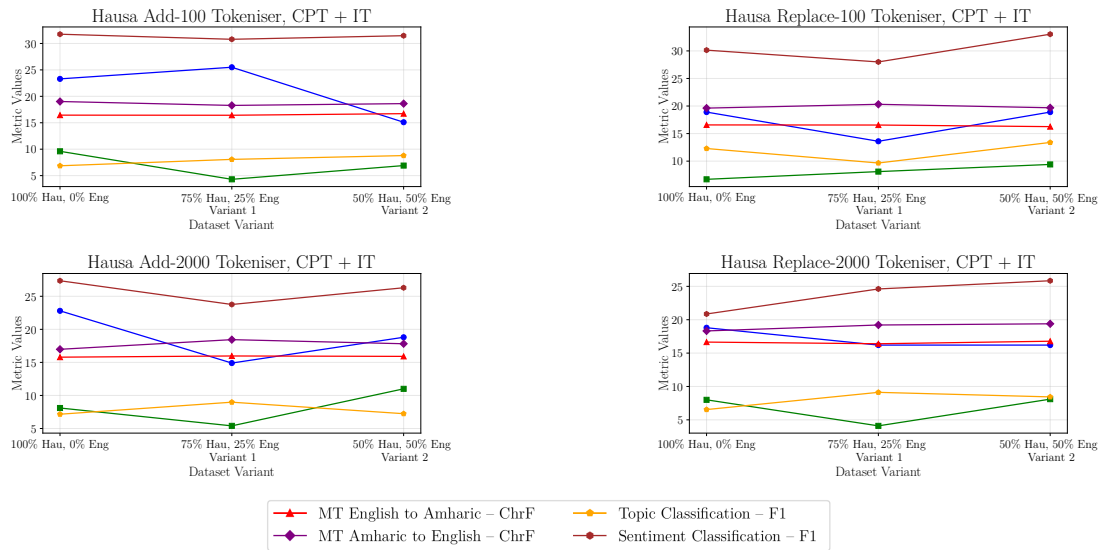 Hausa Add-100 Tokeniser, CPT + IT
Metric Values
30
25
20
15
10
5
100% Hau, 0% Eng
75% Hau, 25% Eng
Variant 1
50% Hau, 50% Eng
Variant 2
Dataset Variant
Hausa Replace-100 Tokeniser, CPT + IT
Metric Values
30
25
20
15
10
100% Hau, 0% Eng
75% Hau, 25% Eng
Variant 1
50% Hau, 50% Eng
Variant 2
Dataset Variant
Hausa Add-2000 Tokeniser, CPT + IT
Metric Values
25
20
15
10
5
100% Hau, 0% Eng
75% Hau, 25% Eng
Variant 1
50% Hau, 50% Eng
Variant 2
Dataset Variant
Hausa Replace-2000 Tokeniser, CPT + IT
Metric Values
25
20
15
10
5
100% Hau, 0% Eng
75% Hau, 25% Eng
Variant 1
50% Hau, 50% Eng
Variant 2
Dataset Variant
MT English to Amharic – ChrF
MT Amharic to English – ChrF
Topic Classification – F1
Sentiment Classification – F1